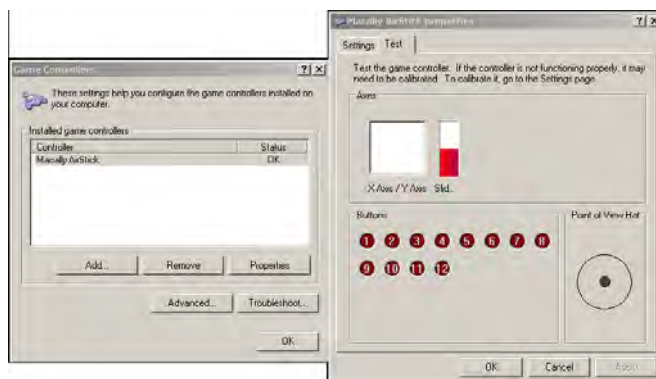 Game Controllers
These settings help you configure the game controllers installed on
your computer.
Installed game controllers
Controller Status
Macally AirStick OK
Add... Remove Properties
Advanced... Troubleshoot...
OK
Macally AirStick properties
Settings Test
Test the game controller. If the controller is not functioning properly, it may
need to be calibrated. To calibrate it, go to the Settings page.
Axes
X Axis / Y Axis Slid..
Buttons
Point of View Hat
1 2 3 4 5 6 7 8
9 10 11 12
OK Cancel Apply